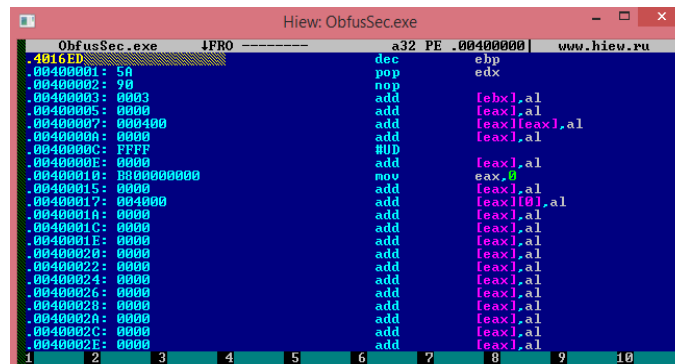 Hiew: ObfusSec.exe
ObfusSec.exe ↓FRO -------- a32 PE .00400000| www.hiew.ru
.4016ED dec ebp
.00400001: 5A pop edx
.00400002: 90 nop
.00400003: 0003 add [ebx],al
.00400005: 0000 add [eax],al
.00400007: 000400 add [eax][eax],al
.0040000A: 0000 add [eax],al
.0040000C: FFFF #UD
.0040000E: 0000 add [eax],al
.00400010: B800000000 mov eax,0
.00400015: 0000 add [eax],al
.00400017: 004000 add [eax][0],al
.0040001A: 0000 add [eax],al
.0040001C: 0000 add [eax],al
.0040001E: 0000 add [eax],al
.00400020: 0000 add [eax],al
.00400022: 0000 add [eax],al
.00400024: 0000 add [eax],al
.00400026: 0000 add [eax],al
.00400028: 0000 add [eax],al
.0040002A: 0000 add [eax],al
.0040002C: 0000 add [eax],al
.0040002E: 0000 add [eax],al
1 2 3 4 5 6 7 8 9 10